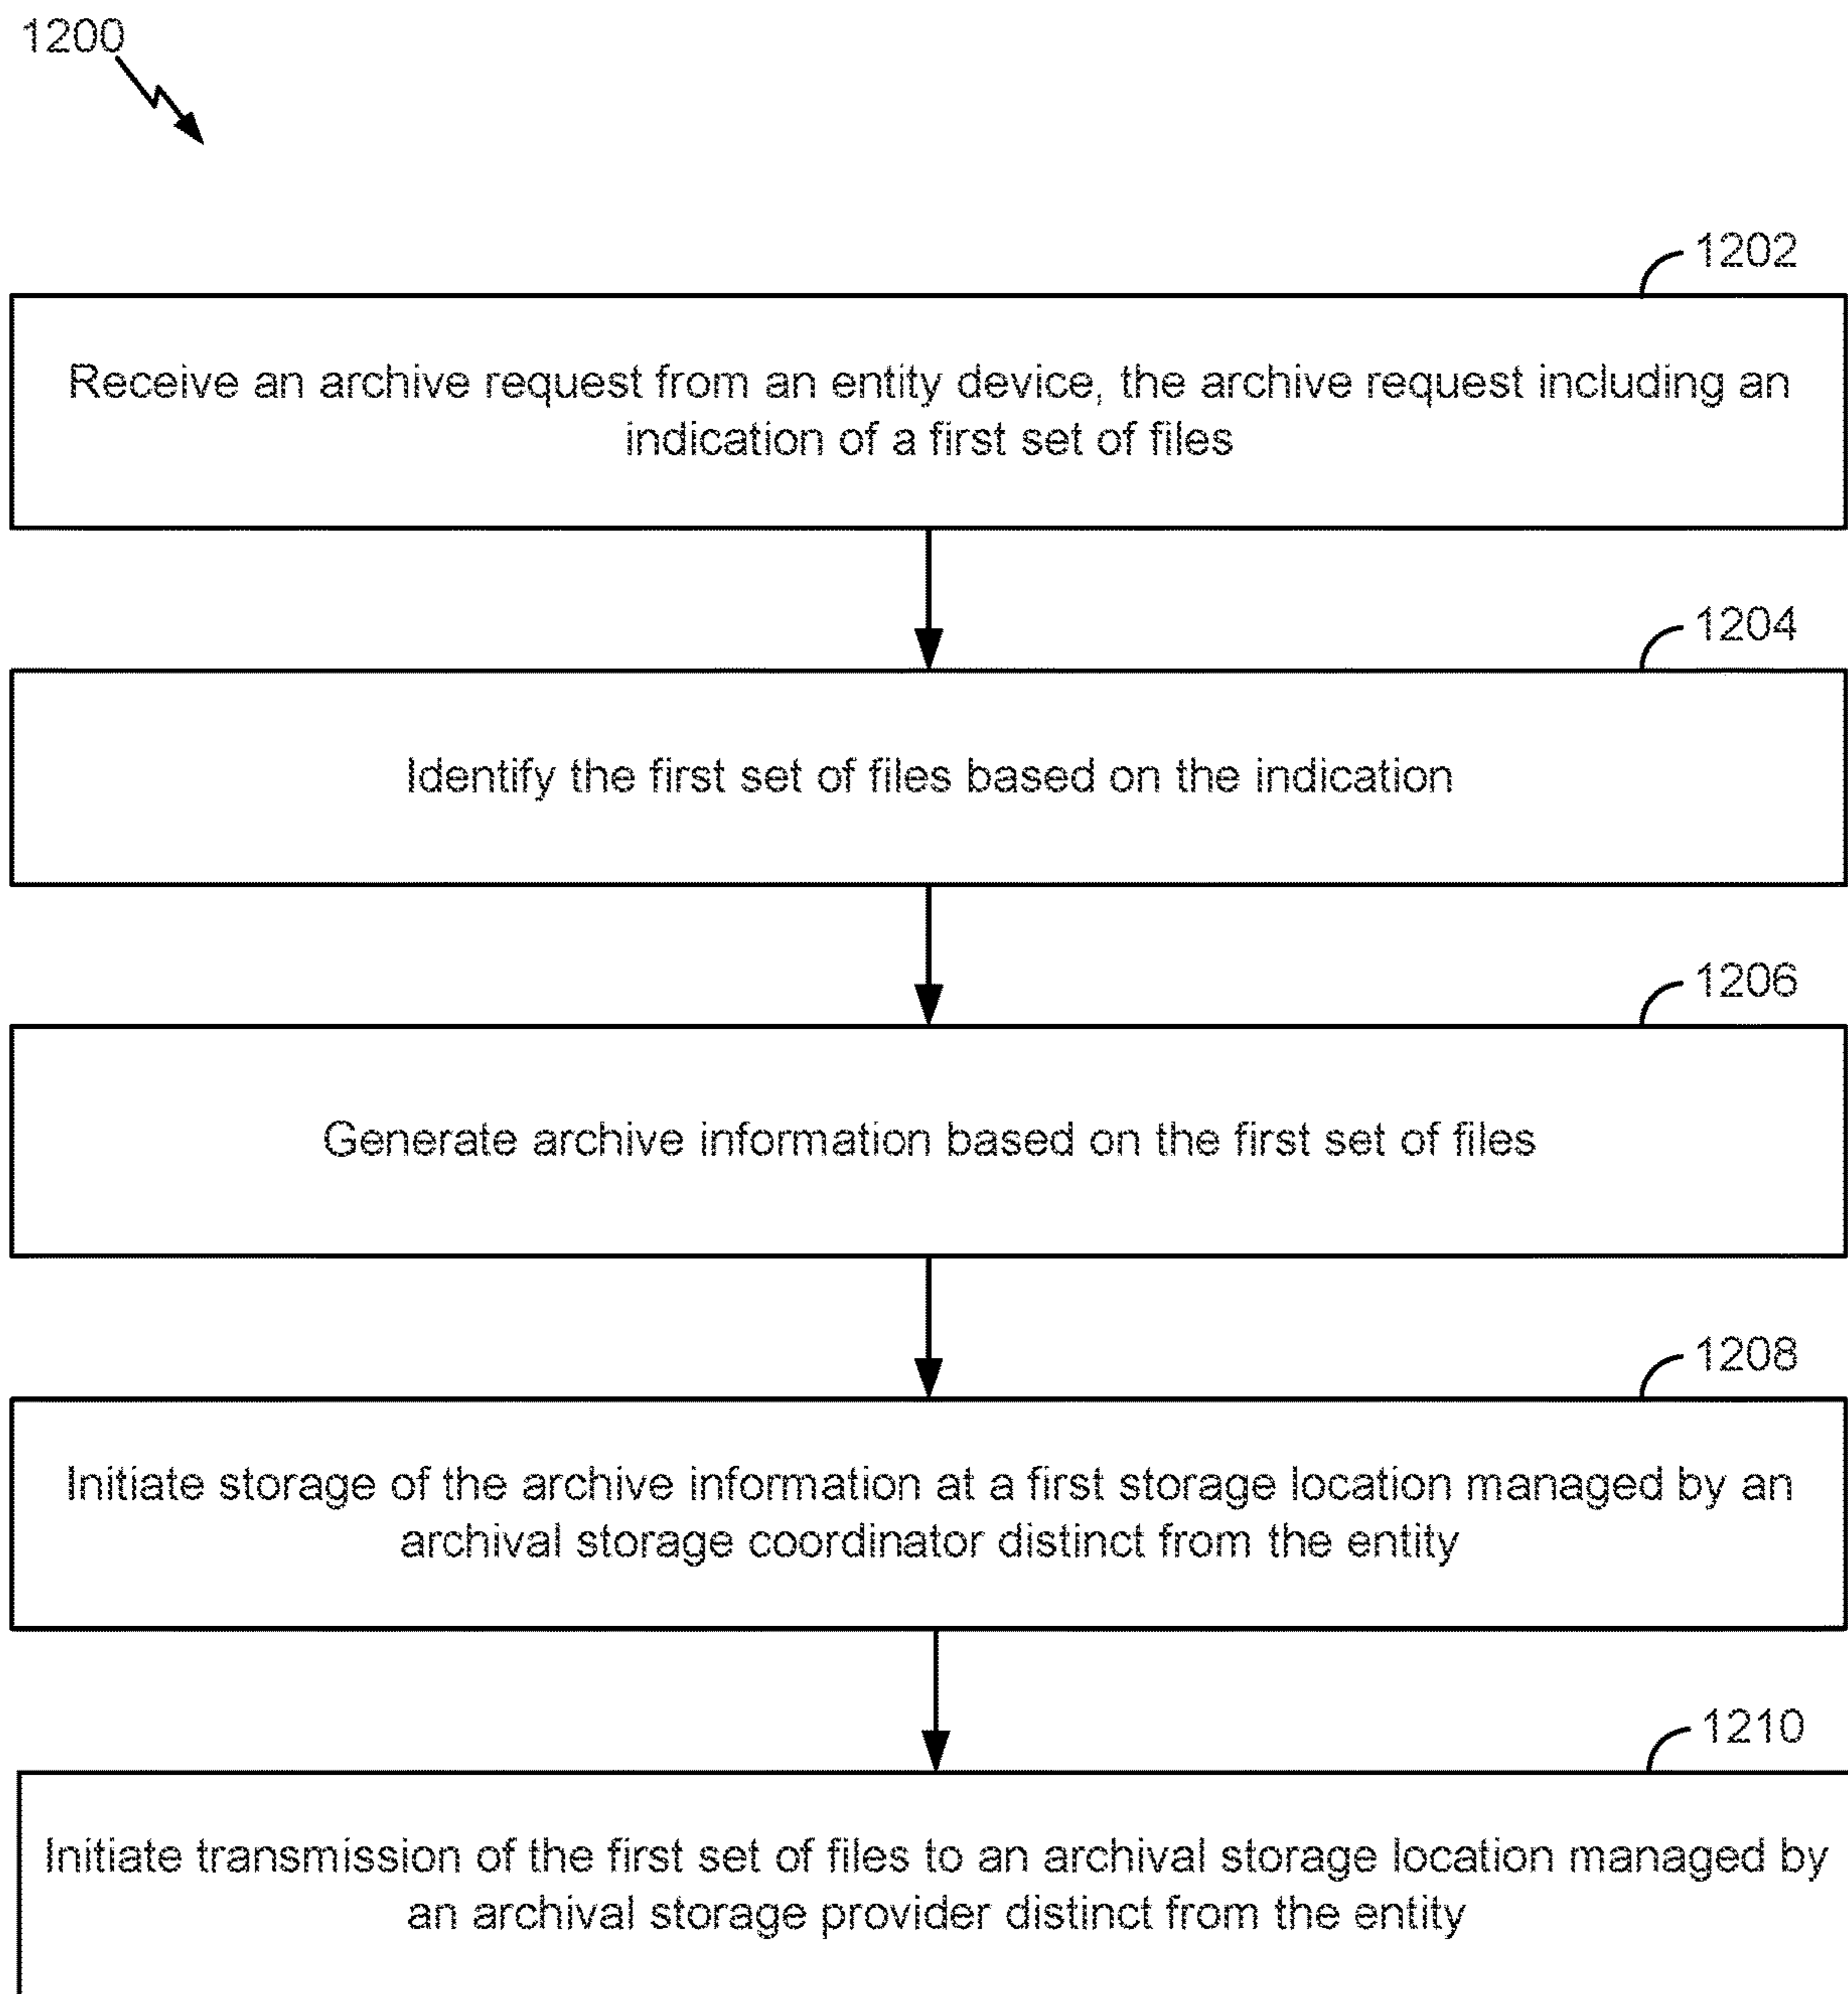 1200
1202
Receive an archive request from an entity device, the archive request including an
indication of a first set of files
1204
Identify the first set of files based on the indication
1206
Generate archive information based on the first set of files
1208
Initiate storage of the archive information at a first storage location managed by an
archival storage coordinator distinct from the entity
1210
Initiate transmission of the first set of files to an archival storage location managed by
an archival storage provider distinct from the entity